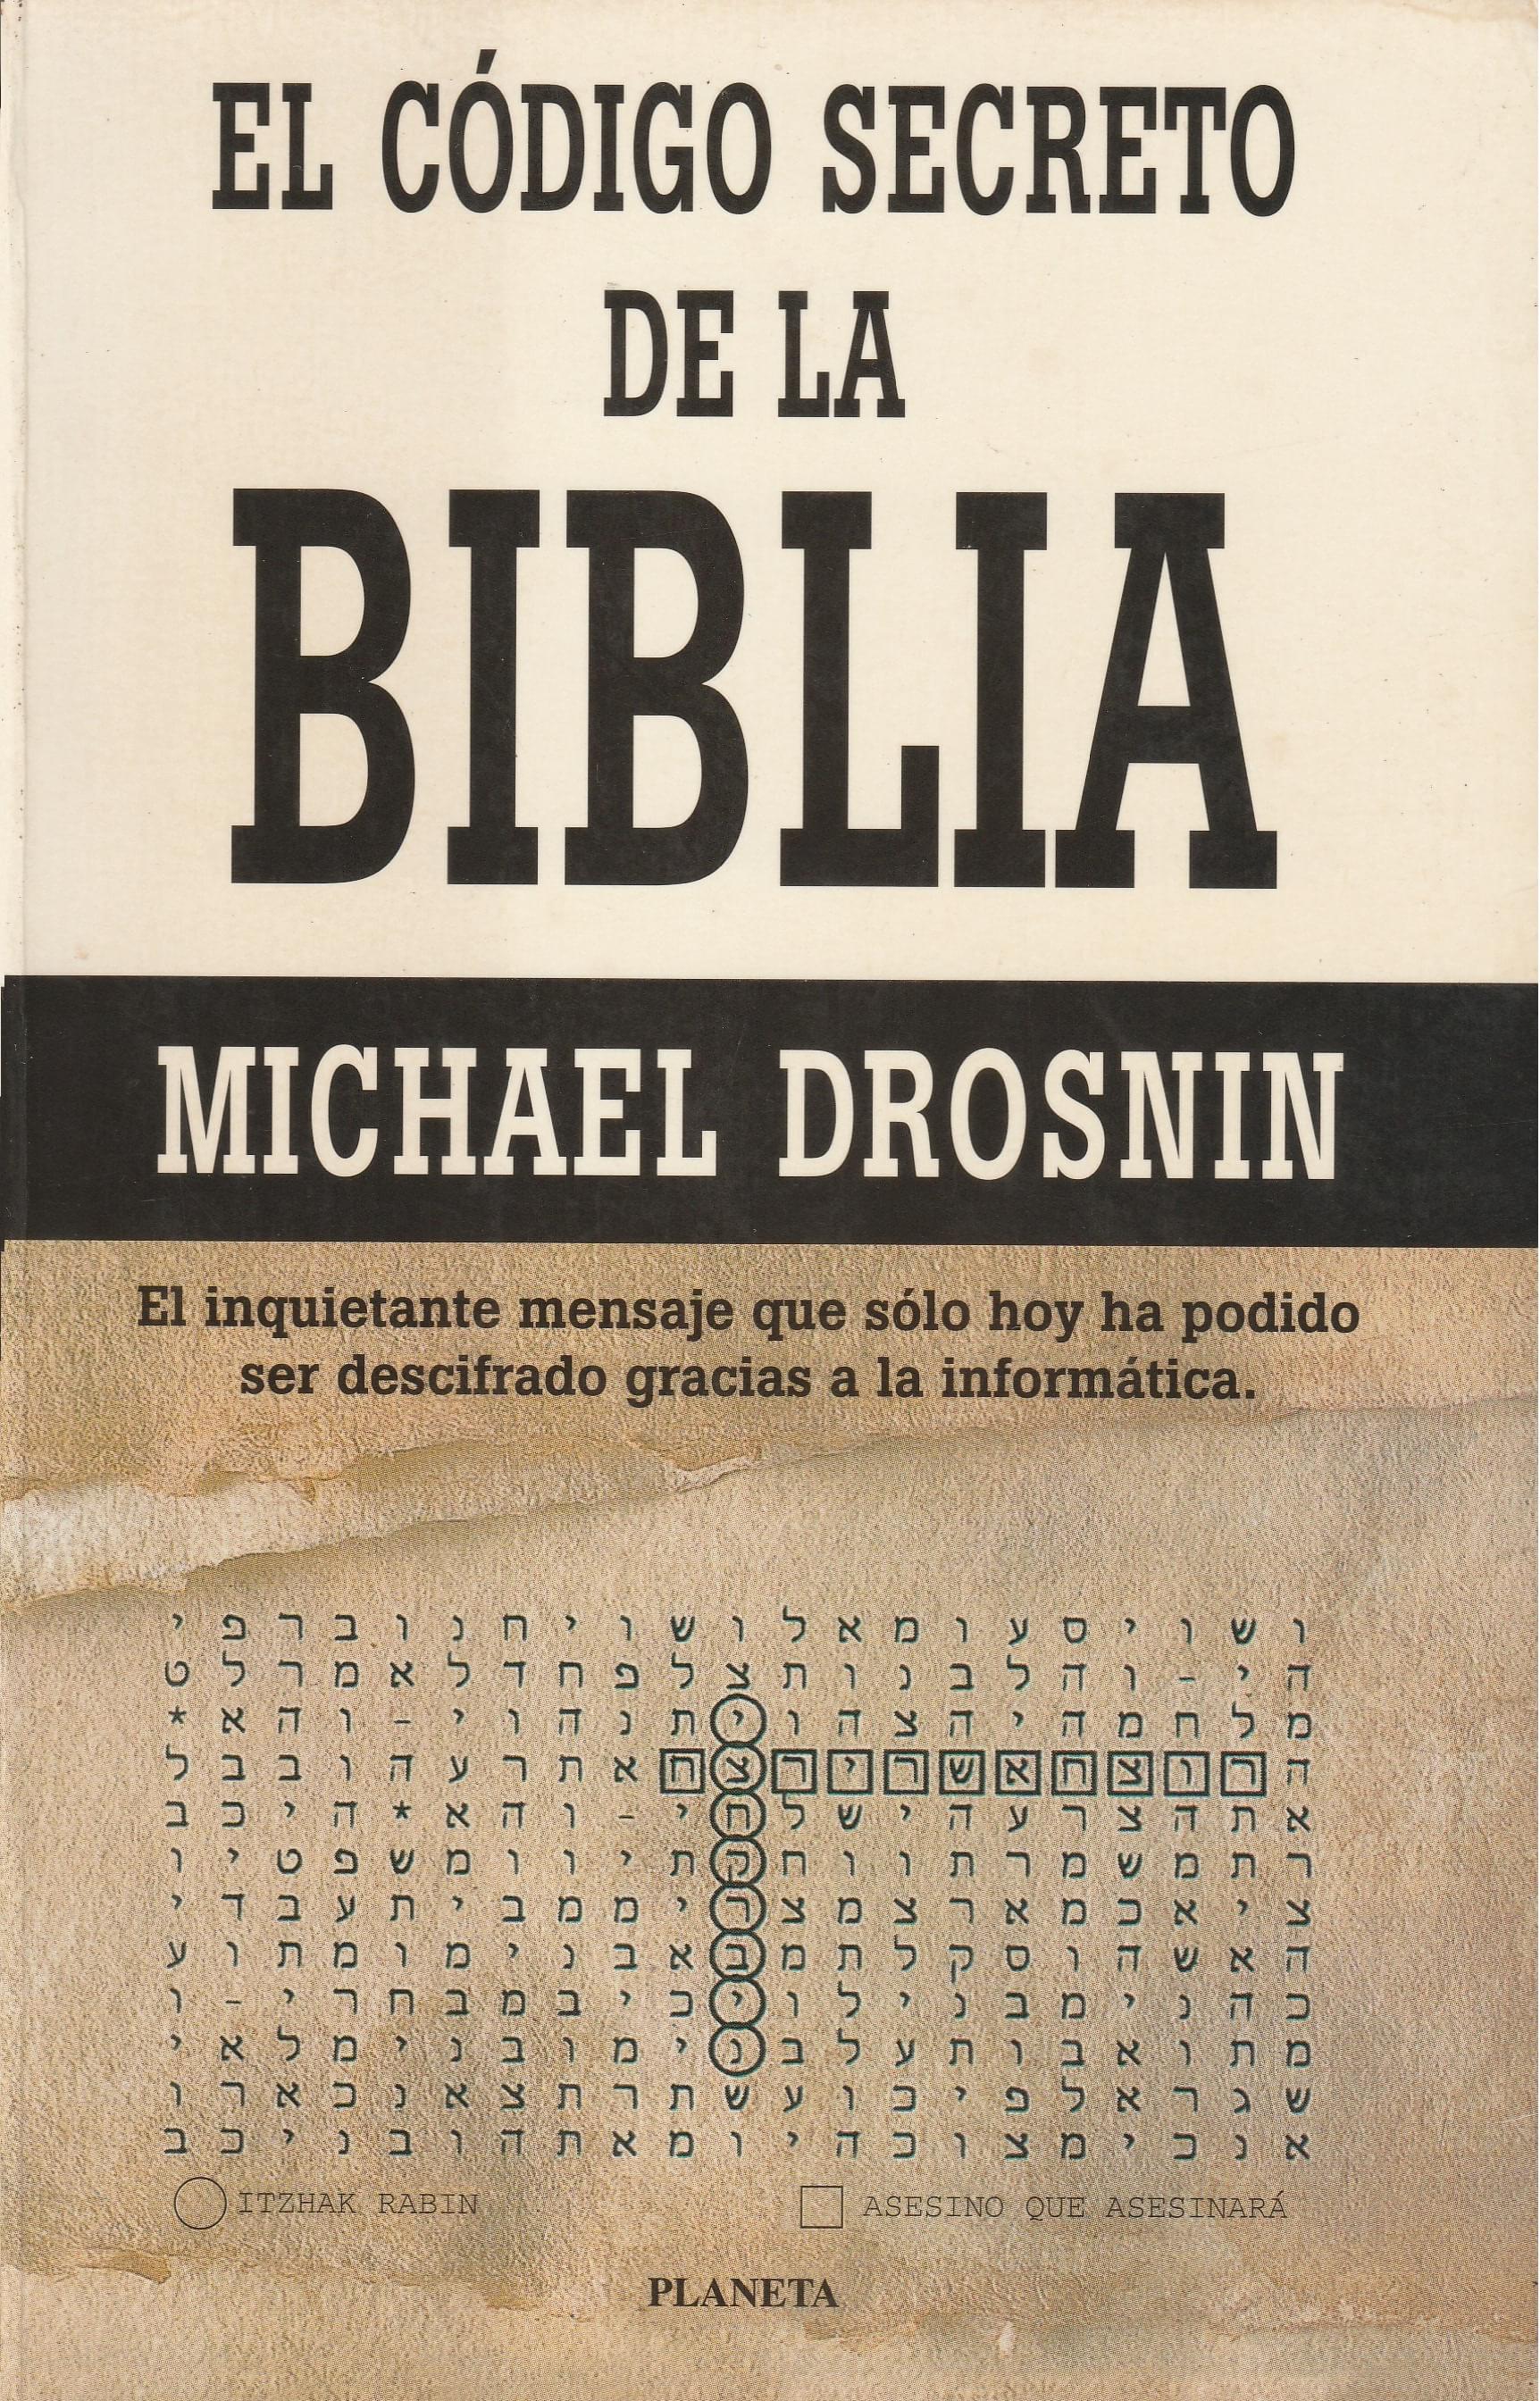 EL CÓDIGO SECRETO
DE LA
BIBLIA
MICHAEL DROSNIN
El inquietante mensaje que sólo hoy ha podido
ser descifrado gracias a la informática.
ו ש ו י ס ע ו מ א ל ו ש ו י ח נ ו ב ר פ י
ה י - ו ה ל ב נ ו ת צ ל פ ח ד ל א מ ר ל ט
מ ל ח מ ה י ה צ ה ו י ת נ ה ו י - ו ה א *
ה ר ו צ ח א ש ר י ר צ ח א ת ר ע ה ו ב ב ל
א ת ה צ ר ע ה י ש ל ח י - ו ה א * ה י כ ב
ר ת מ ש מ ר ת ו ו ח ק ת י ו ו מ ש פ ט י ו
צ י א כ מ א ר צ מ צ ר י מ מ ב י ת ע ב ד י
ה א ש ה ו ס ק ל ת מ ב א ב נ י מ ו מ ת ו ע
כ ה נ י מ ב נ י ל ו י כ י ב מ ב ח ר י - ו
מ ת ו א ב ו ת ע ל ב נ י מ ו ב נ י מ ל א י
ש ג ר א ל פ י כ ו ע ש ת ר ת צ א נ כ א ר ו
א נ כ י מ צ ו כ ה י ו מ א ת ה ו ב נ י כ ב
ITZHAK RABIN ASESINO QUE ASESINARÁ
PLANETA